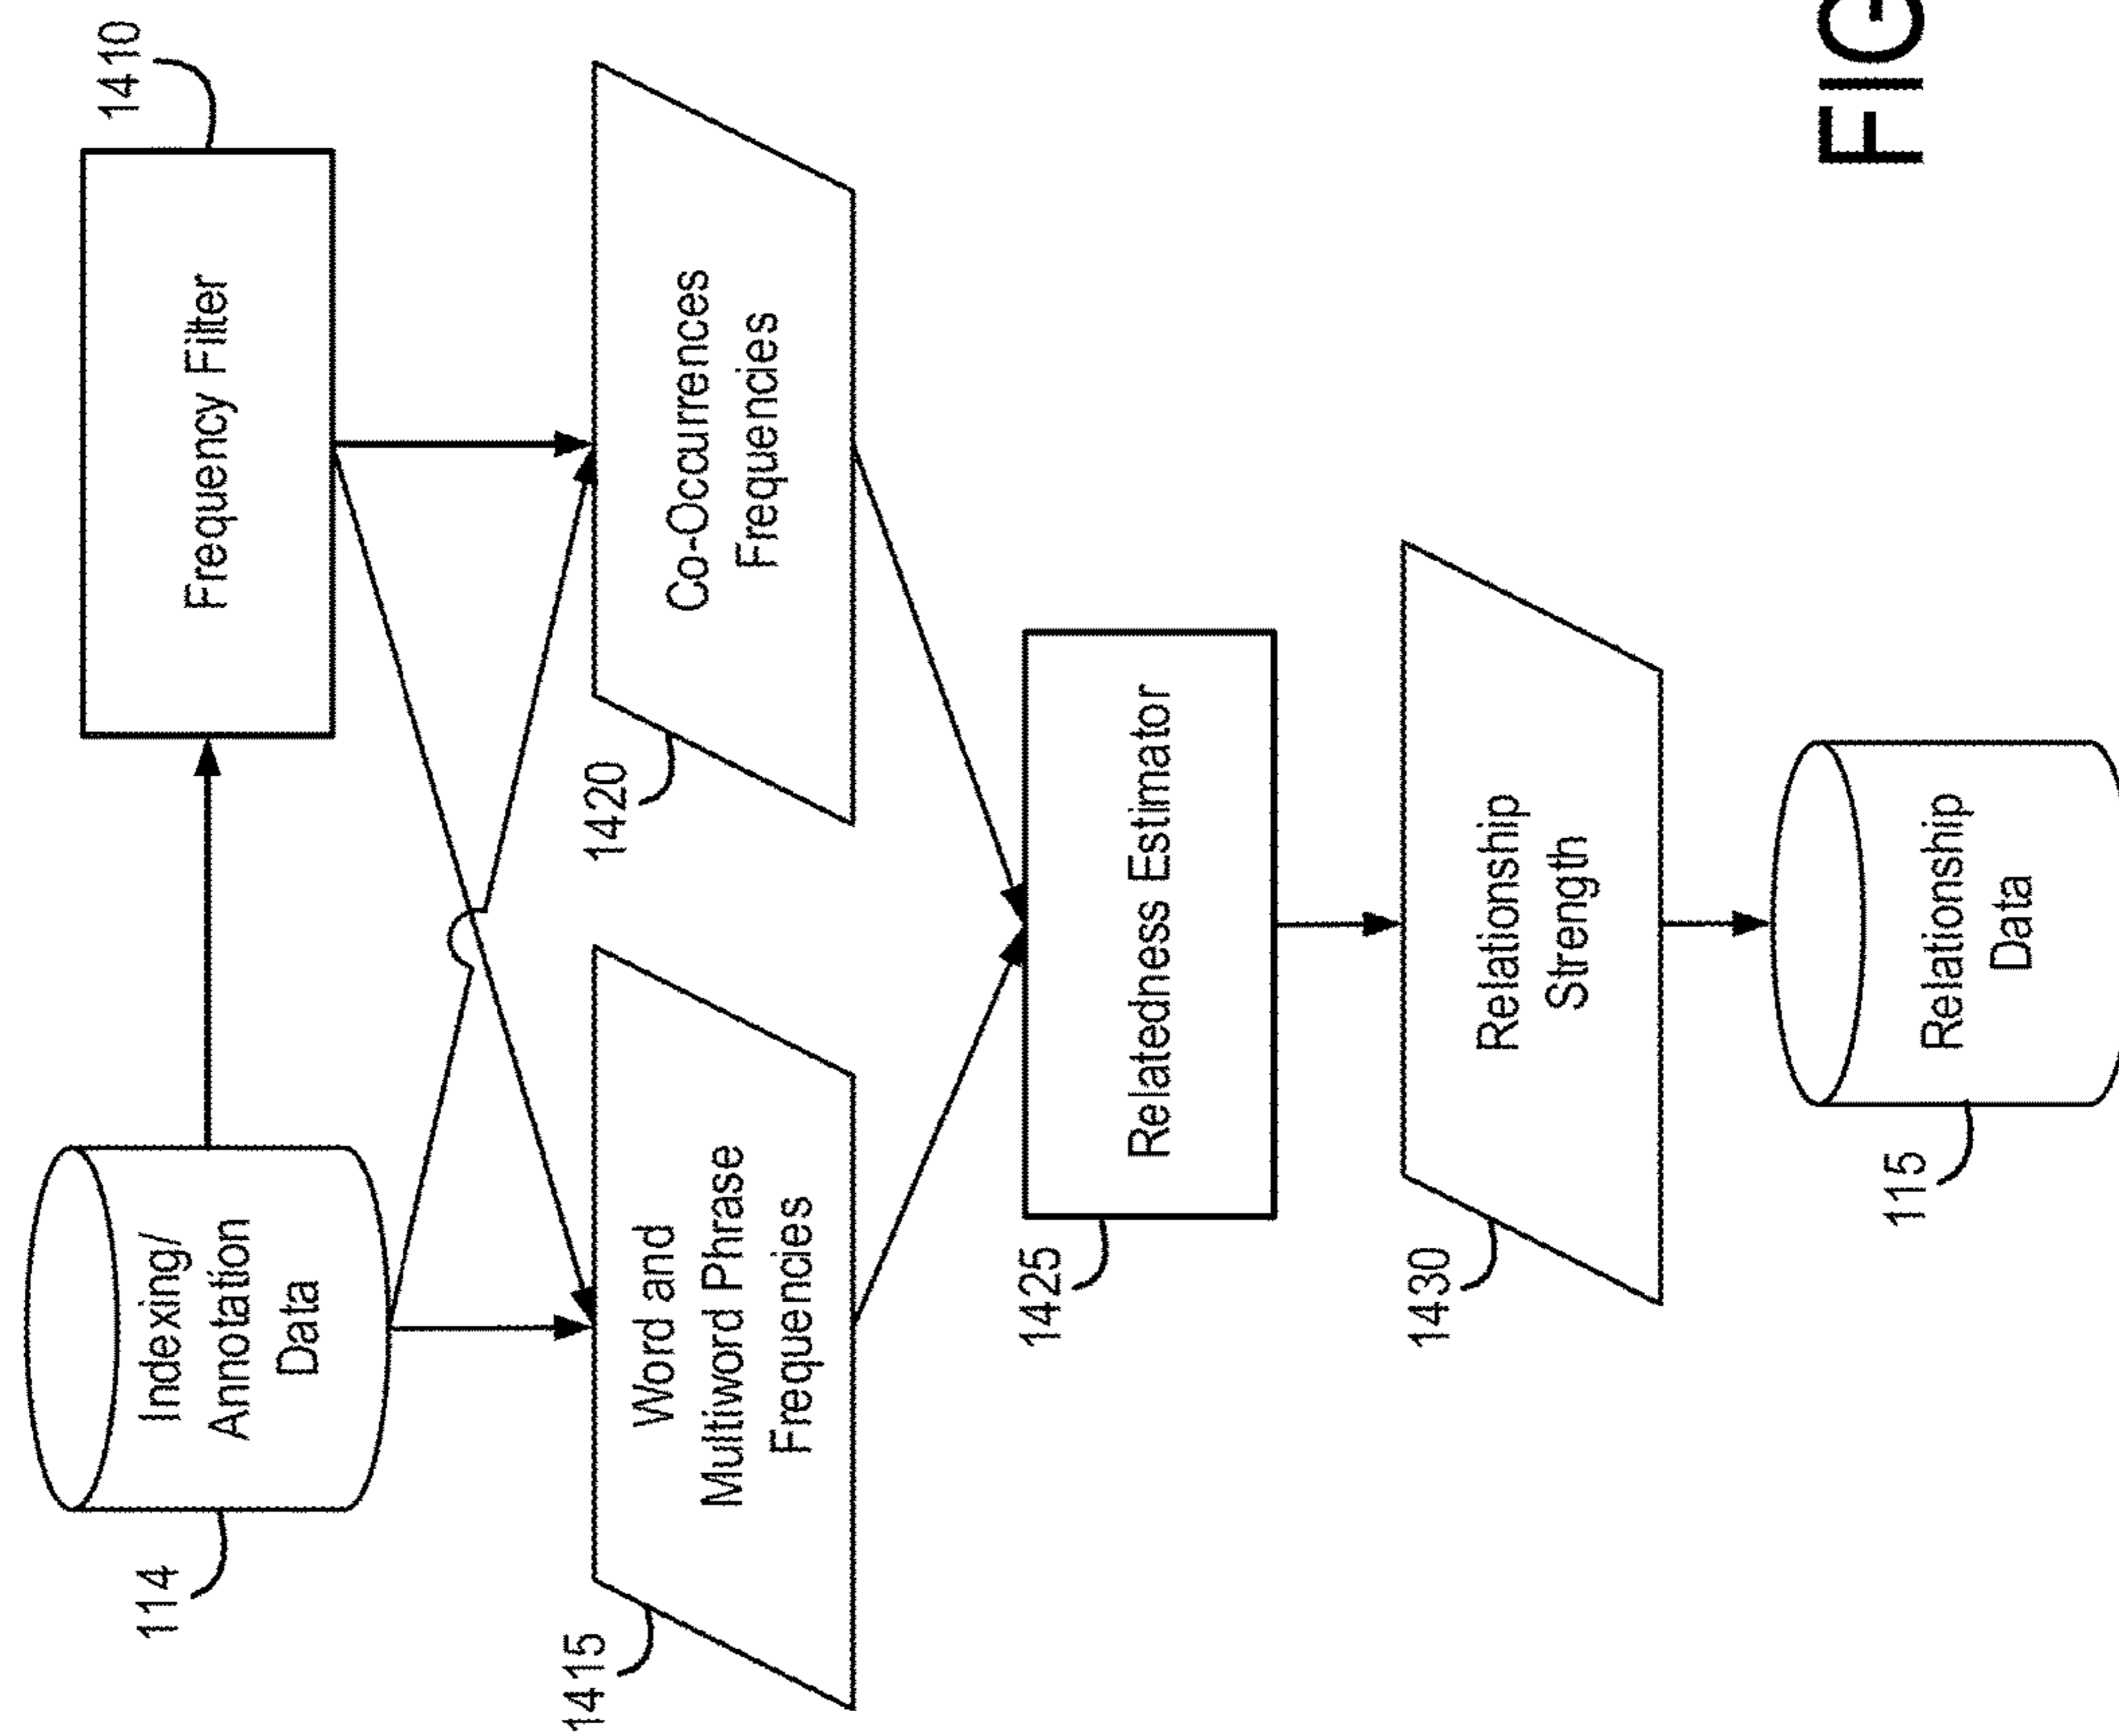 114
Indexing/
Annotation
Data
Frequency Filter
1410
1415
Word and
Multiword Phrase
Frequencies
1420
Co-Occurrences
Frequencies
1425
Relatedness Estimator
1430
Relationship
Strength
115
Relationship
Data
FIG